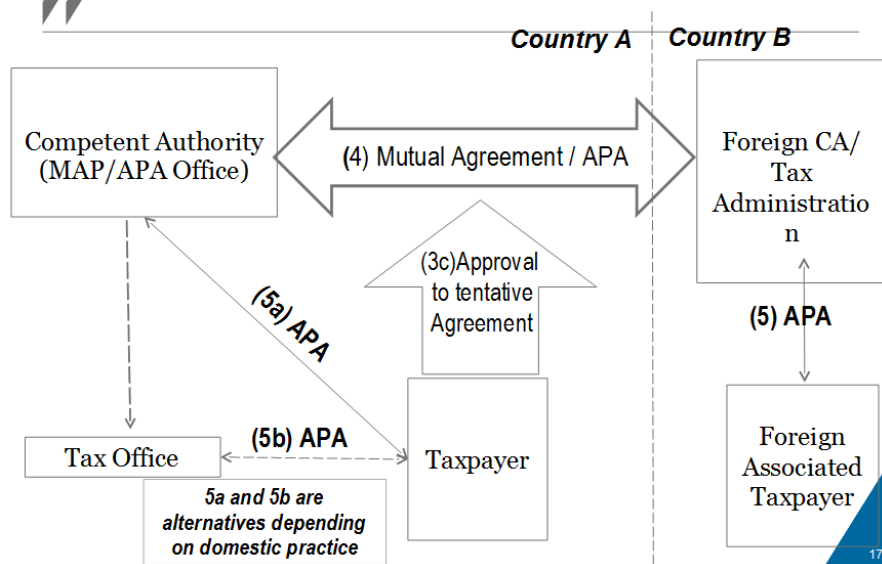 Country A
Country B
Competent Authority
(MAP/APA Office)
(4) Mutual Agreement / APA
Foreign CA/
Tax
Administratio
n
(3c)Approval
to tentative
Agreement
(5a) APA
(5) APA
(5b) APA
Tax Office
Taxpayer
Foreign
Associated
Taxpayer
5a and 5b are
alternatives depending
on domestic practice
17